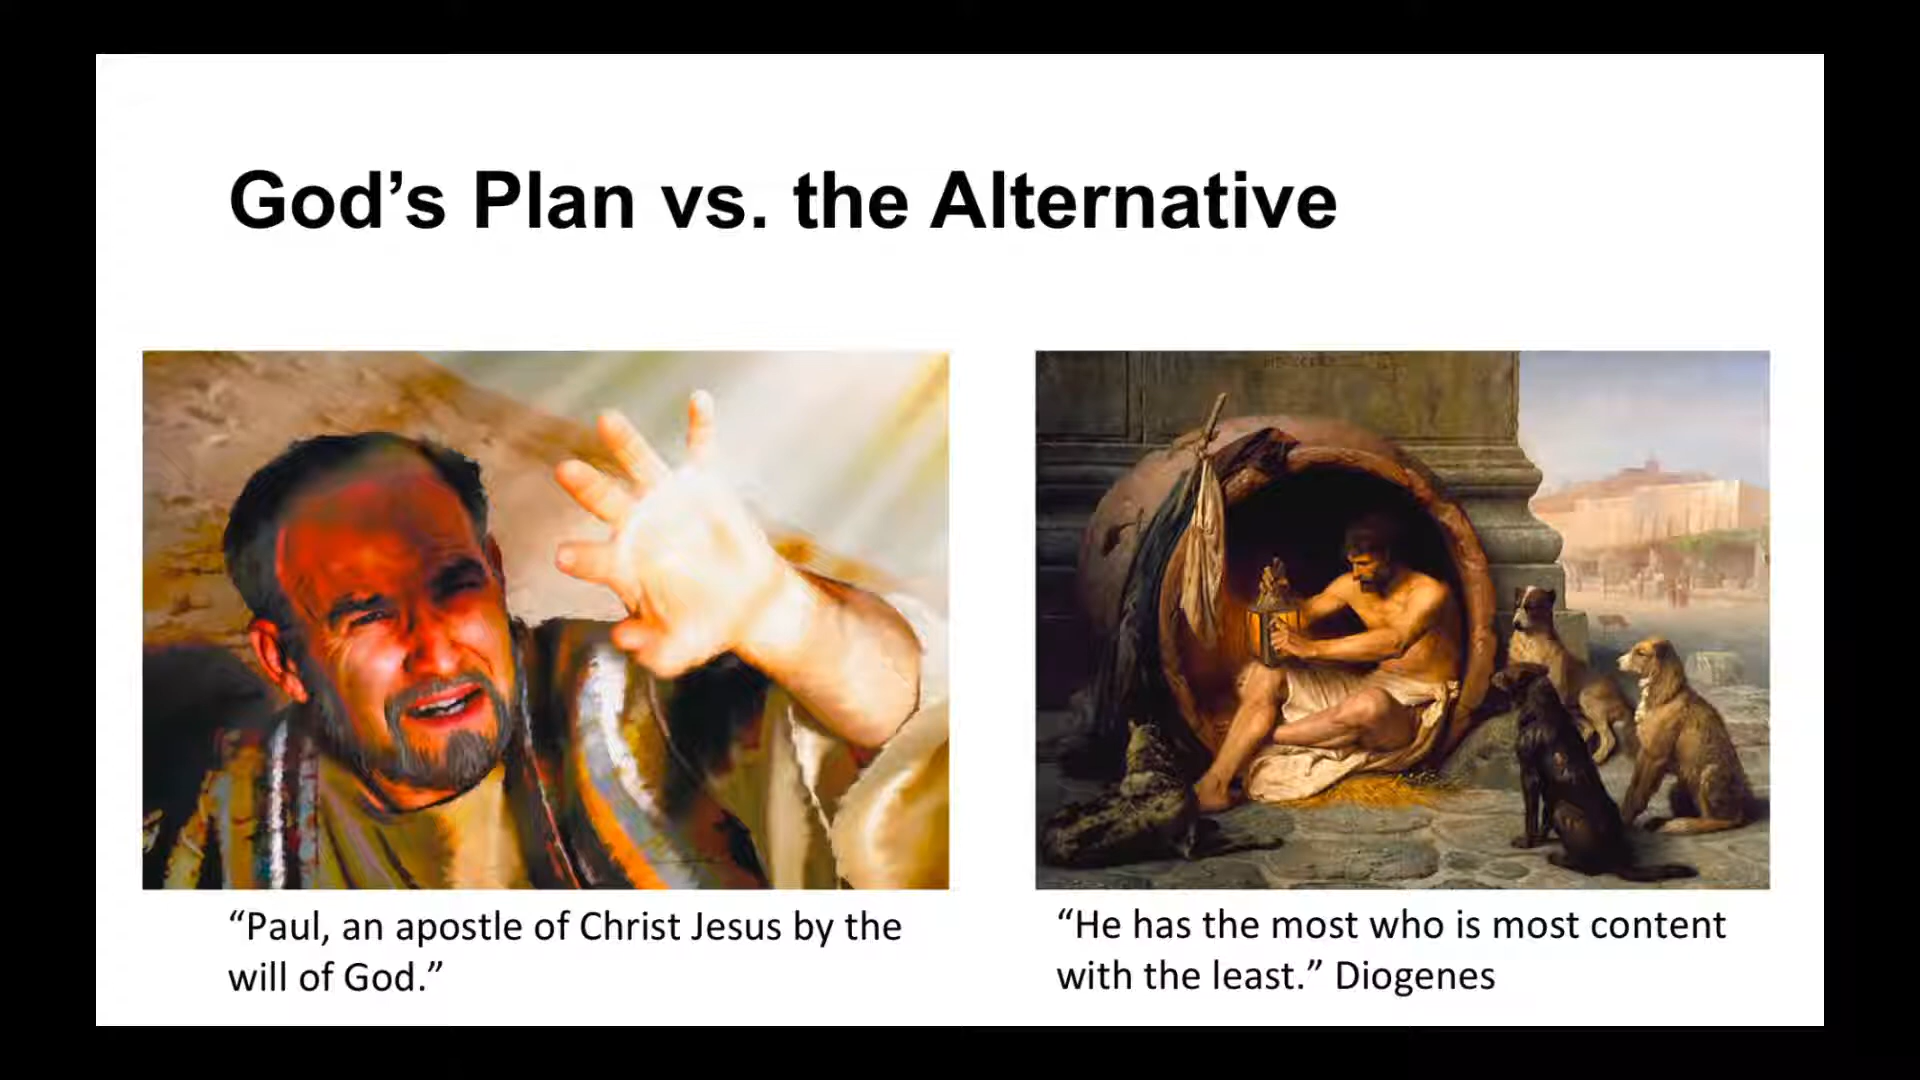 God’s Plan vs. the Alternative
“Paul, an apostle of Christ Jesus by the
will of God.”
“He has the most who is most content
with the least.” Diogenes